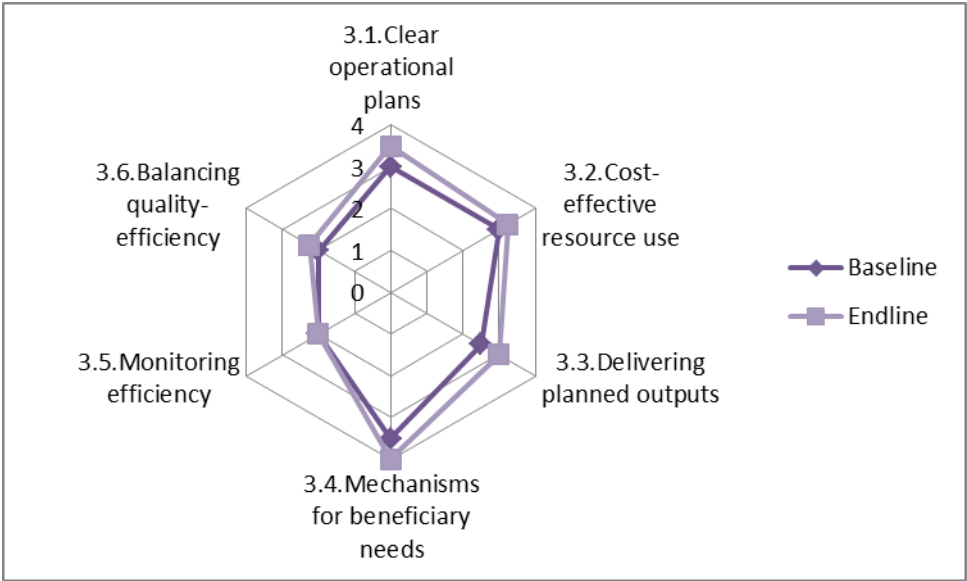 3.1.Clear
operational
plans
4
3
2
1
0
3.2.Cost-
effective
resource use
3.3.Delivering
planned outputs
3.4.Mechanisms
for beneficiary
needs
3.5.Monitoring
efficiency
3.6.Balancing
quality-
efficiency
Baseline
Endline